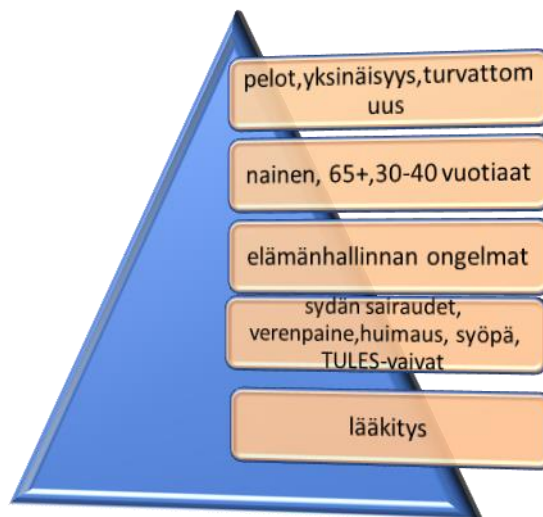 pelot,yksinäisyys,turvattom
uus
nainen, 65+,30-40 vuotiaat
elämänhallinnan ongelmat
sydän sairaudet,
verenpaine,huimaus, syöpä,
TULES-vaivat
lääkitys